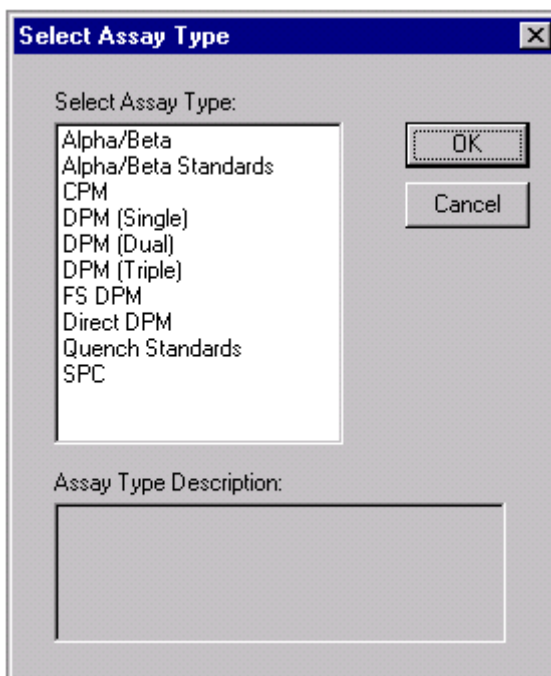 Select Assay Type
Select Assay Type:
Alpha/Beta
Alpha/Beta Standards
CPM
DPM (Single)
DPM (Dual)
DPM (Triple)
FS DPM
Direct DPM
Quench Standards
SPC
OK
Cancel
Assay Type Description: